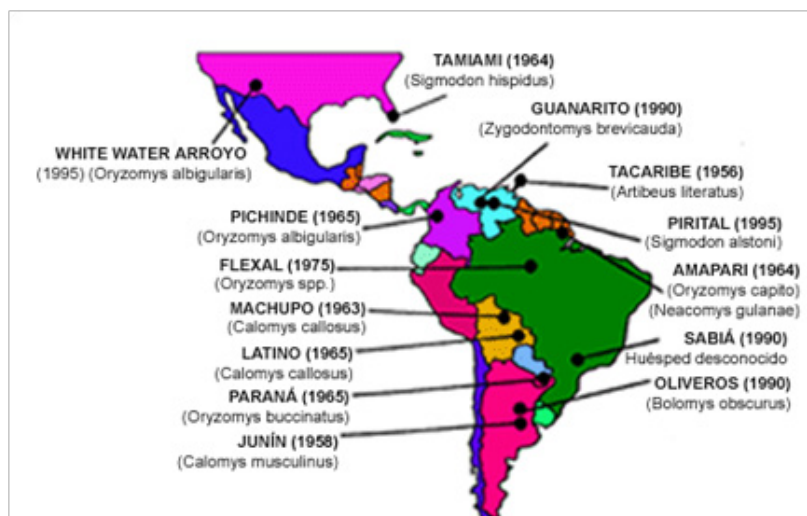 TAMIAMI (1964)
(Sigmodon hispidus)
GUANARITO (1990)
(Zygodontomys brevicauda)
WHITE WATER ARROYO
(1995) (Oryzomys albigularis)
TACARIBE (1956)
(Artibeus literatus)
PICHINDE (1965)
(Oryzomys albigularis)
PIRITAL (1995)
(Sigmodon alstoni)
FLEXAL (1975)
(Oryzomys spp.)
AMAPARI (1964)
(Oryzomys capito)
(Neacomys gulanae)
MACHUPO (1963)
(Calomys callosus)
SABIÁ (1990)
Huésped desconocido
LATINO (1965)
(Calomys callosus)
OLIVEROS (1990)
(Bolomys obscurus)
PARANÁ (1965)
(Oryzomys buccinatus)
JUNÍN (1958)
(Calomys musculinus)